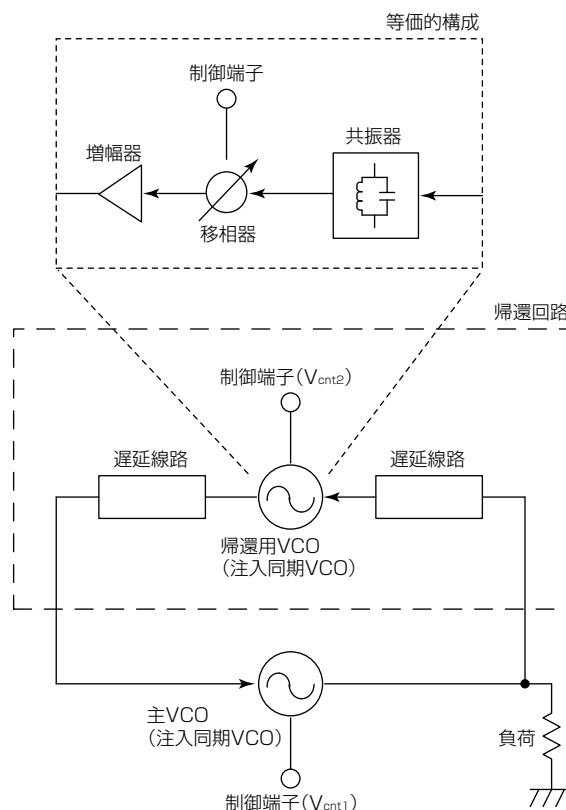 等価的構成
制御端子
共振器
増幅器
移相器
帰還回路
制御端子(Vcnt2)
遅延線路
遅延線路
帰還用VCO
(注入同期VCO)
主VCO
(注入同期VCO)
負荷
制御端子(Vcnt1)